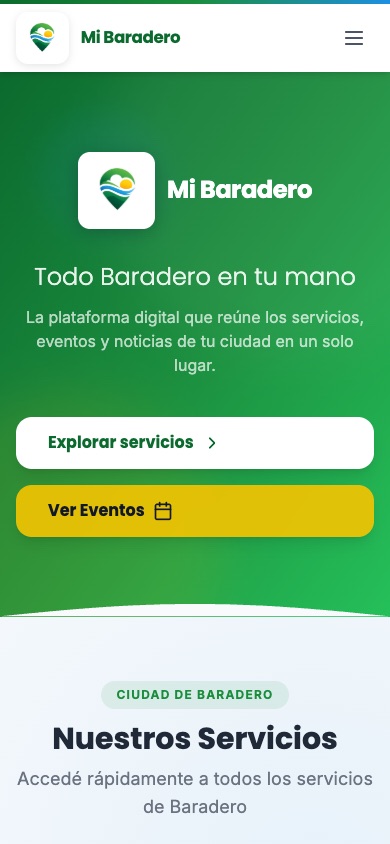 Mi Baradero
Mi Baradero
Todo Baradero en tu mano
La plataforma digital que reúne los servicios,
eventos y noticias de tu ciudad en un solo
lugar.
Explorar servicios
Ver Eventos
CIUDAD DE BARADERO
Nuestros Servicios
Accedé rápidamente a todos los servicios
de Baradero